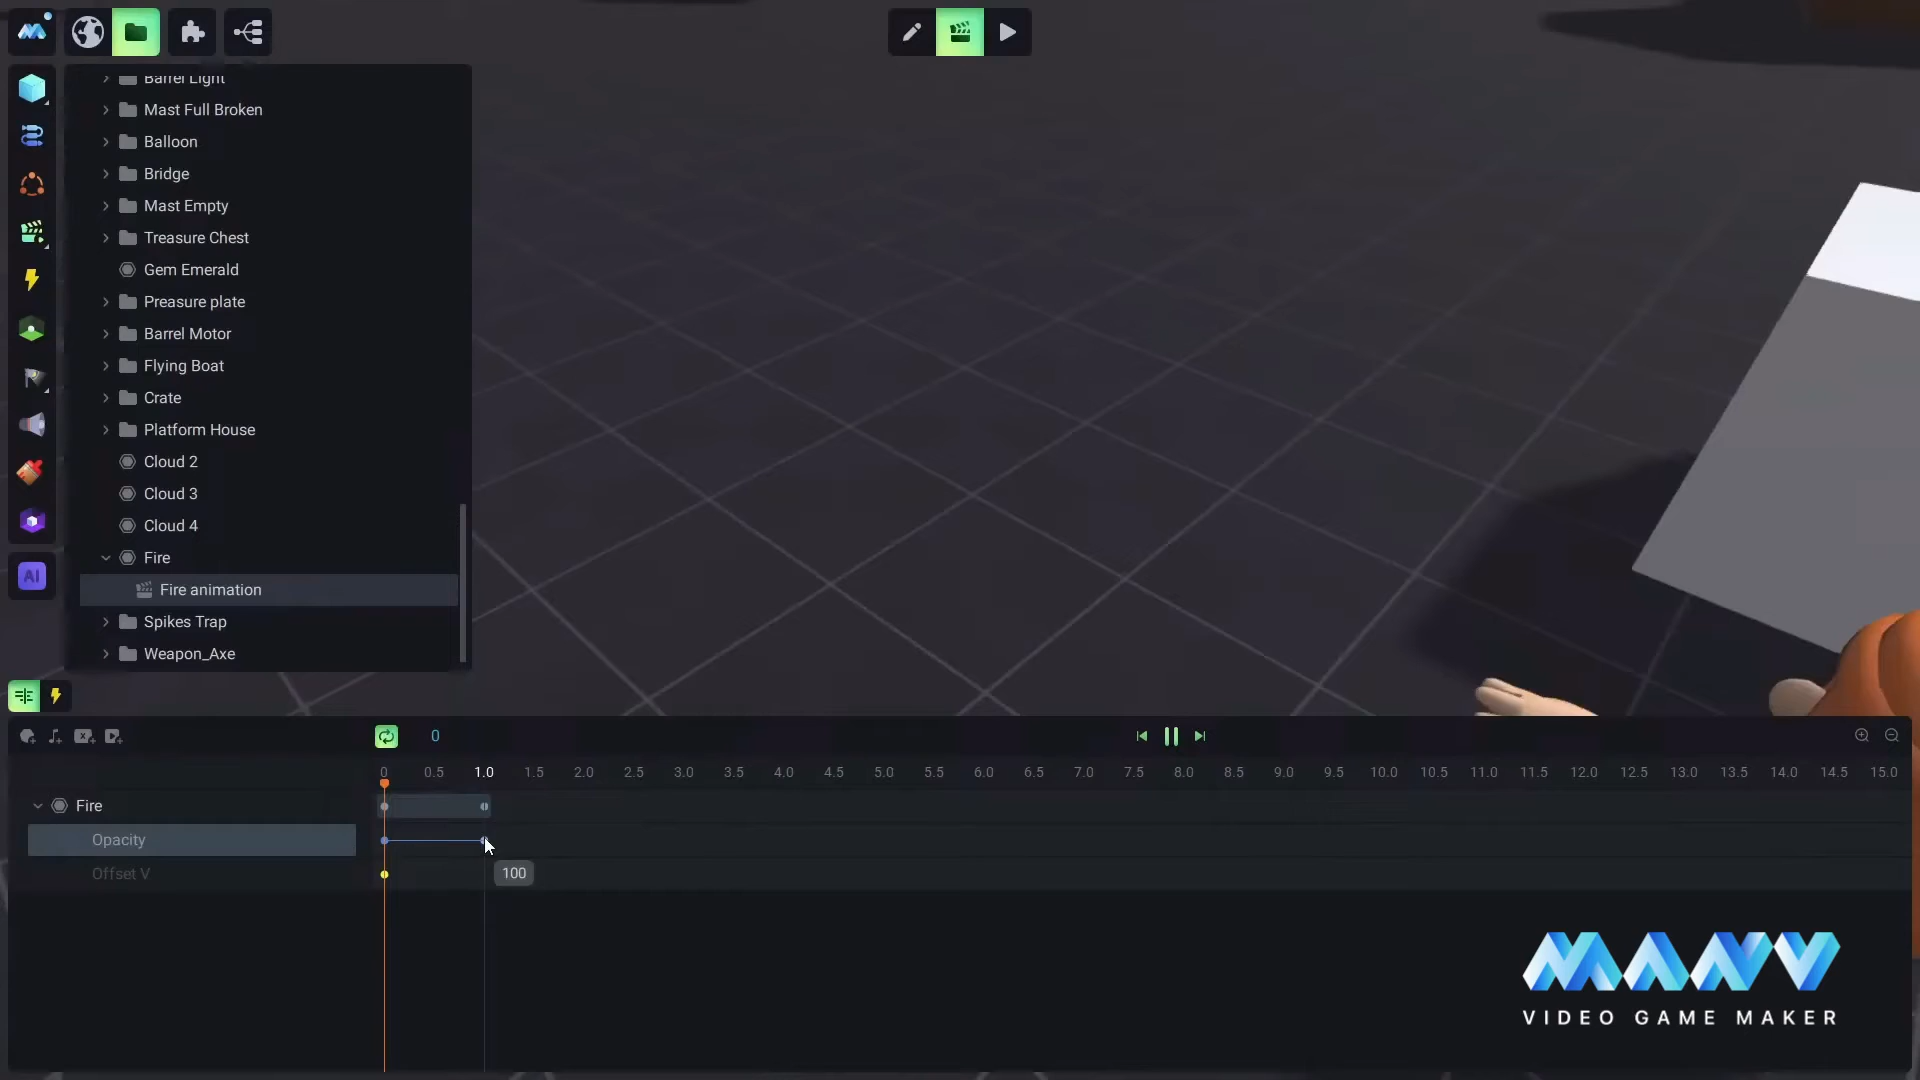 Barrel Light
Mast Full Broken
Balloon
Bridge
Mast Empty
Treasure Chest
Gem Emerald
Preasure plate
Barrel Motor
Flying Boat
Crate
Platform House
Cloud 2
Cloud 3
Cloud 4
Fire
Fire animation
Spikes Trap
Weapon_Axe
AI
0
0 0.5 1.0 1.5 2.0 2.5 3.0 3.5 4.0 4.5 5.0 5.5 6.0 6.5 7.0 7.5 8.0 8.5 9.0 9.5 10.0 10.5 11.0 11.5 12.0 12.5 13.0 13.5 14.0 14.5 15.0
Fire
Opacity
Offset V
100
MANU
VIDEO GAME MAKER